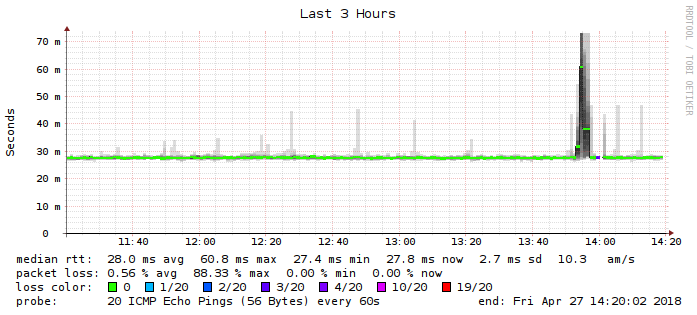 Last 3 Hours
RRDTOOL / TOBI OETIKER
Seconds
70 m
60 m
50 m
40 m
30 m
20 m
10 m
0
11:40 12:00 12:20 12:40 13:00 13:20 13:40 14:00 14:20
median rtt: 28.0 ms avg 60.8 ms max 27.4 ms min 27.8 ms now 2.7 ms sd 10.3 am/s
packet loss: 0.56 % avg 88.33 % max 0.00 % min 0.00 % now
loss color: 0 1/20 2/20 3/20 4/20 10/20 19/20
probe: 20 ICMP Echo Pings (56 Bytes) every 60s end: Fri Apr 27 14:20:02 2018